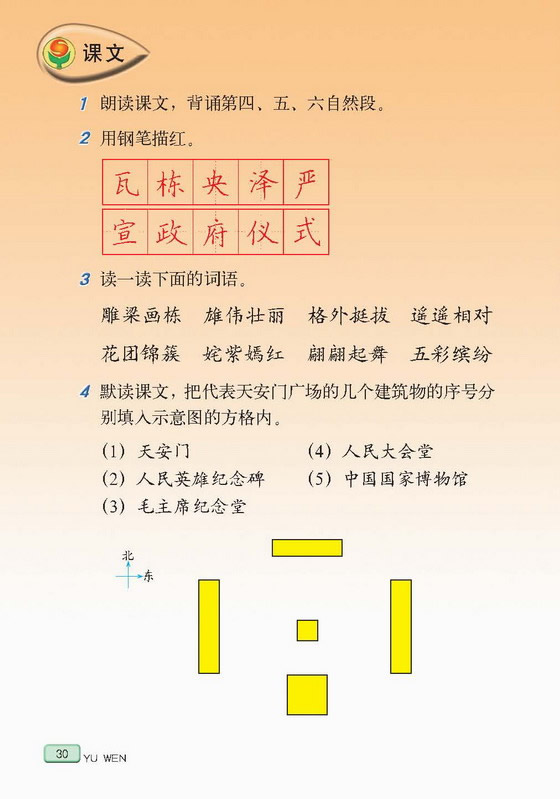 课文
1 朗读课文，背诵第四、五、六自然段。
2 用钢笔描红。
瓦栋央泽严
宣政府仪式
3 读一读下面的词语。
雕梁画栋 雄伟壮丽 格外挺拔 遥遥相对
花团锦簇 姹紫嫣红 翩翩起舞 五彩缤纷
4 默读课文，把代表天安门广场的几个建筑物的序号分
别填入示意图的方格内。
（1）天安门 （4）人民大会堂
（2）人民英雄纪念碑 （5）中国国家博物馆
（3）毛主席纪念堂
北
东
30 YU WEN